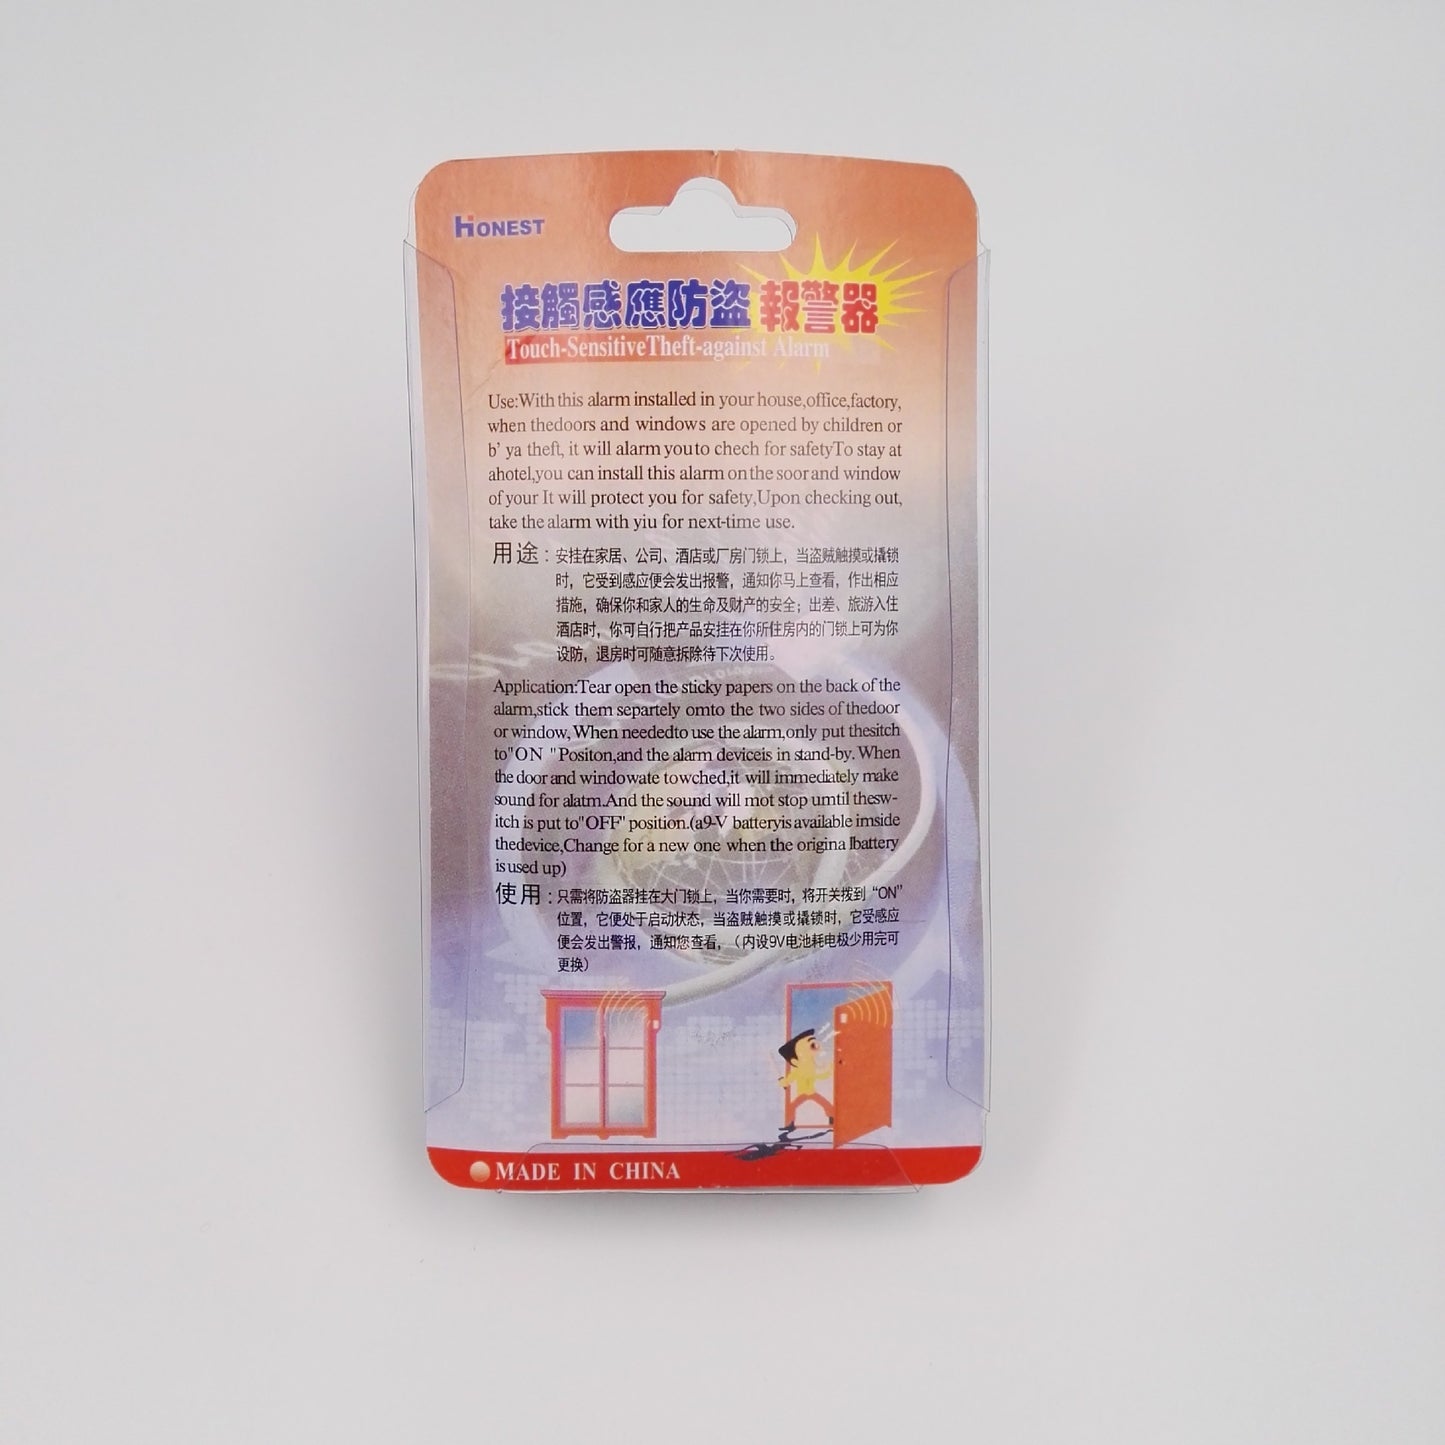 HONEST
接觸感應防盜報警器
Touch-Sensitive Theft-against Alarm
Use:With this alarm installed in your house,office,factory,
when thedoors and windows are opened by children or
b' ya theft, it will alarm you to chech for safetyTo stay at
ahotel,you can install this alarm on the soor and window
of your It will protect you for safety,Upon checking out,
take the alarm with yiu for next-time use.
用途：安挂在家居、公司、酒店或厂房门锁上，当盗贼触摸或撬锁
时，它受到感应便会发出报警，通知你马上查看，作出相应
措施，确保你和家人的生命及财产的安全；出差、旅游入住
酒店时，你可自行把产品安挂在你所住房内的门锁上可为你
设防，退房时可随意拆除待下次使用。
Application:Tear open the sticky papers on the back of the
alarm,stick them separtely omto the two sides of thedoor
or window, When neededto use the alarm,only put thesitch
to"ON "Positon,and the alarm deviceis in stand-by. When
the door and windowate towched,it will immediately make
sound for alatm.And the sound will mot stop umtil thesw-
itch is put to"OFF" position.(a9-V batteryis available imside
thedevice,Change for a new one when the origina lbattery
is used up)
使用：只需将防盗器挂在大门锁上，当你需要时，将开关拨到“ON”
位置，它便处于启动状态，当盗贼触摸或撬锁时，它受感应
便会发出警报，通知您查看，（内设9V电池耗电极少用完可
更换）
MADE IN CHINA